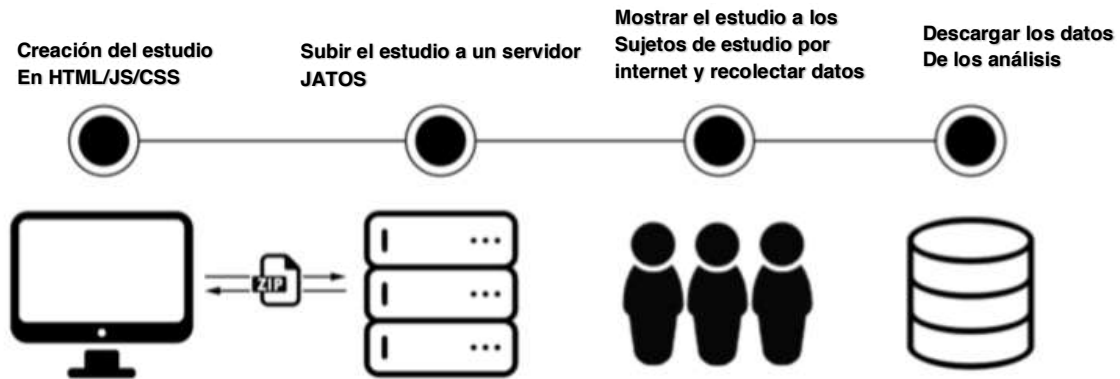 Creación del estudio
En HTML/JS/CSS
Subir el estudio a un servidor
JATOS
Mostrar el estudio a los
Sujetos de estudio por
internet y recolectar datos
Descargar los datos
De los análisis
ZIP